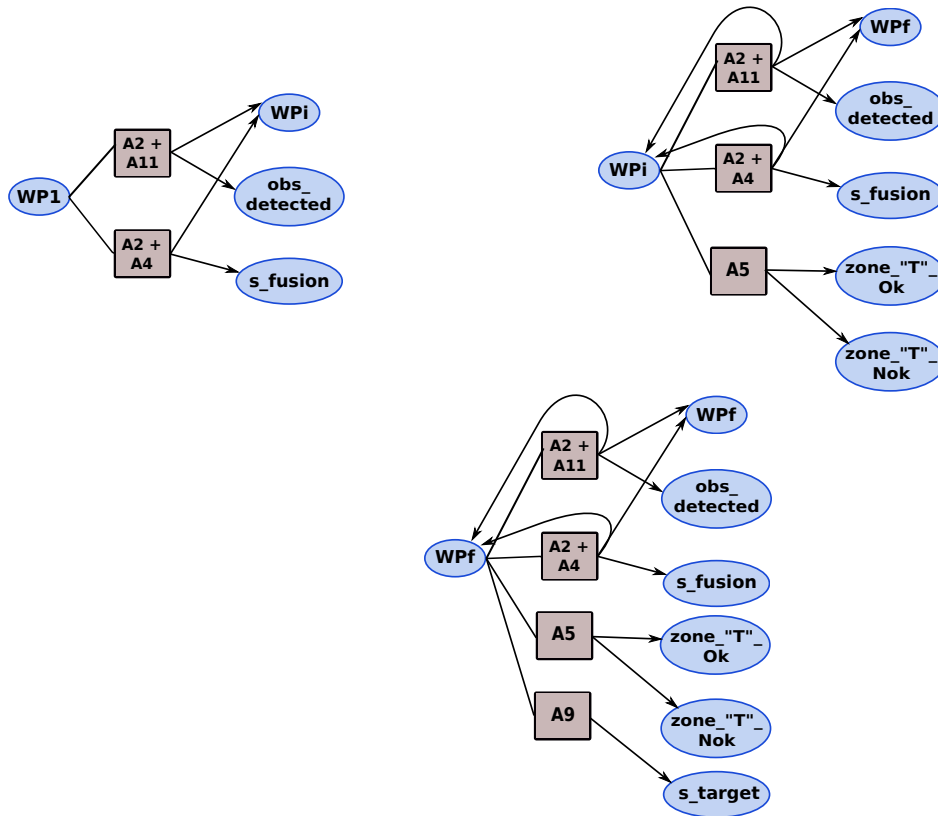 WP1
A2 +
A11
A2 +
A4
WPi
obs_
detected
s_fusion
WPi
A2 +
A11
A2 +
A4
A5
WPf
obs_
detected
s_fusion
zone_"T"_
Ok
zone_"T"_
Nok
WPf
A2 +
A11
A2 +
A4
A5
A9
WPf
obs_
detected
s_fusion
zone_"T"_
Ok
zone_"T"_
Nok
s_target